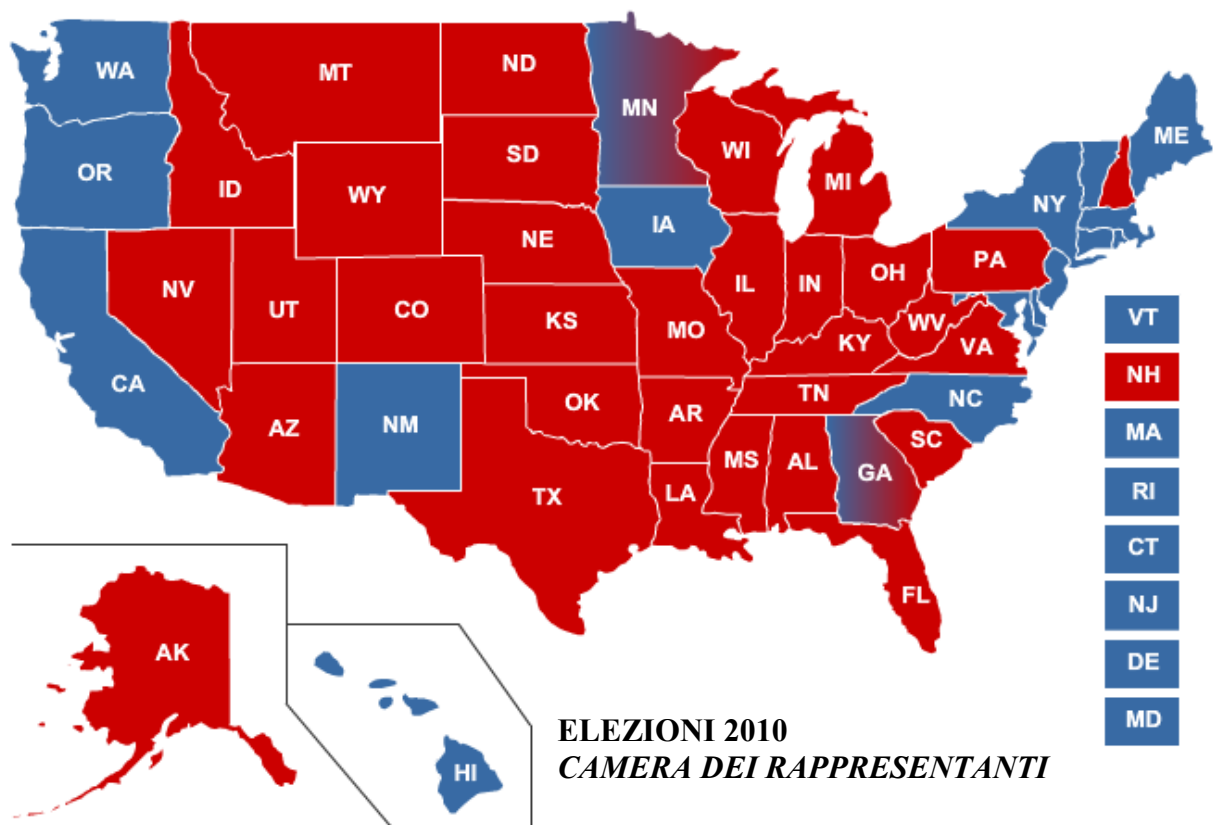 WA
MT
ND
MN
ME
OR
ID
SD
WI
MI
NY
WY
IA
NE
PA
NV
UT
CO
IL
IN
OH
KS
MO
WV
KY
VA
VT
CA
NH
AZ
NM
OK
AR
TN
NC
MA
TX
LA
MS
AL
GA
SC
RI
CT
FL
NJ
AK
DE
HI
MD
ELEZIONI 2010
CAMERA DEI RAPPRESENTANTI